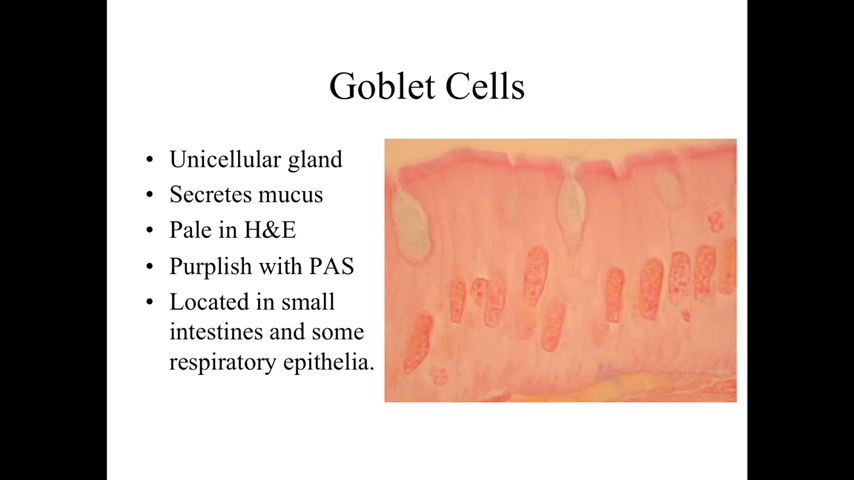 Goblet Cells
• Unicellular gland
• Secretes mucus
• Pale in H&E
• Purplish with PAS
• Located in small
intestines and some
respiratory epithelia.